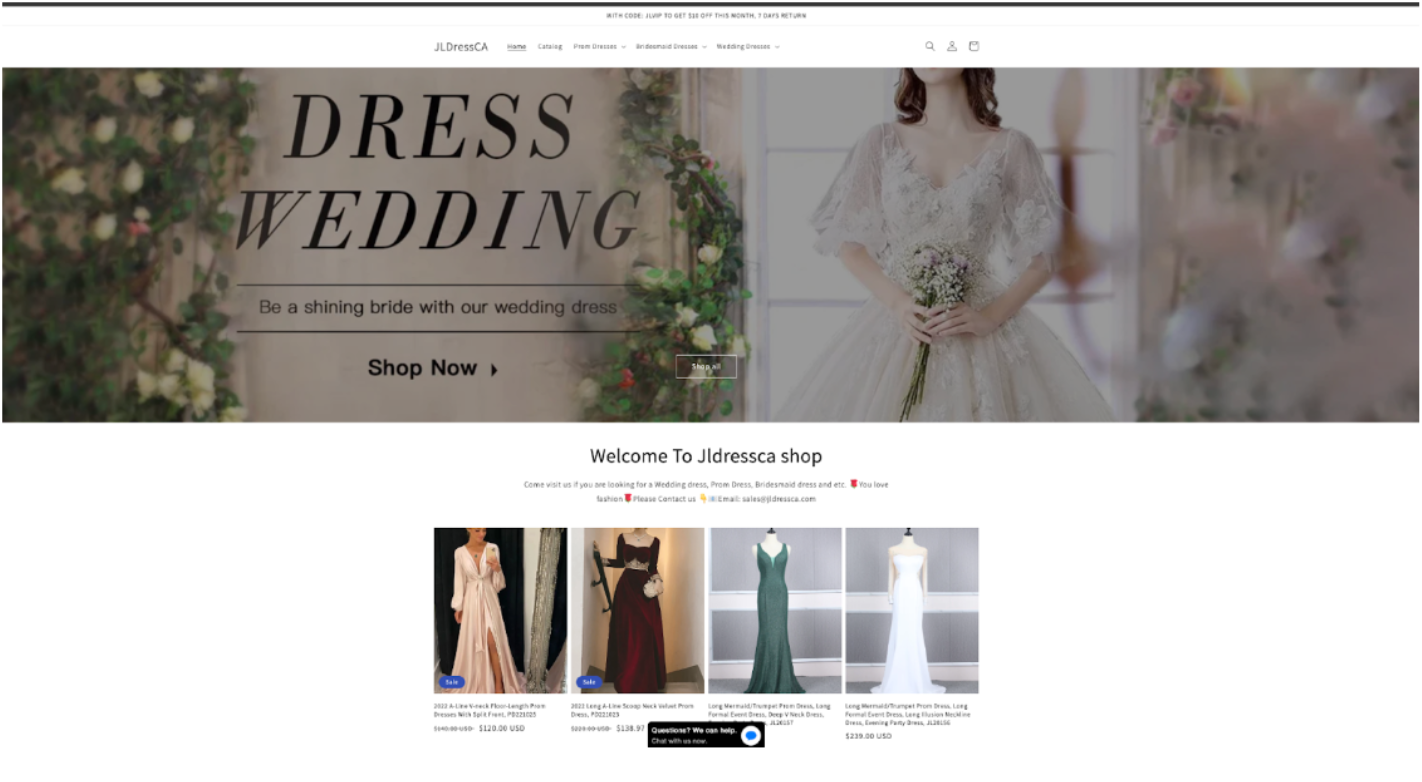 WITH CODE: JLVIP TO GET $10 OFF THIS MONTH, 7 DAYS RETURN
JLDressCA
Home Catalog Prom Dresses Bridesmaid Dresses Wedding Dresses
DRESS
WEDDING
Be a shining bride with our wedding dress
Shop Now
Shop all
Welcome To Jldressca shop
Come visit us if you are looking for a Wedding dress, Prom Dress, Bridesmaid dress and etc. 🌹You love
fashion🌹Please Contact us 👇📧Email: sales@jldressca.com
Sale
Sale
2022 A-Line V-neck Floor-Length Prom
Dresses With Split Front, PD221025
$120.00 USD
2022 Long A-Line Scoop Neck Velvet Prom
Dress, PD221023
$229.00 USD $138.97
Long Mermaid/Trumpet Prom Dress, Long
Formal Event Dress, Deep V Neck Dress,
JL20157
Long Mermaid/Trumpet Prom Dress, Long
Formal Event Dress, Long Illusion Neckline
Dress, Evening Party Dress, JL20156
$239.00 USD
Questions? We can help.
Chat with us now.